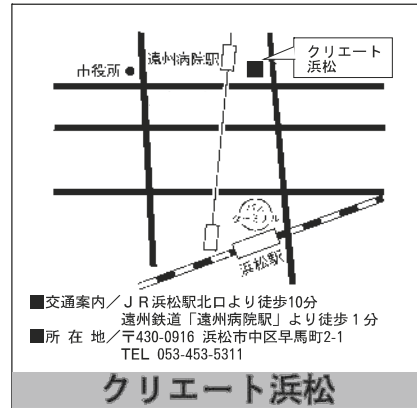 市役所
遠州病院駅
クリエート
浜松
バス
ターミナル
浜松駅
■交通案内／ＪＲ浜松駅北口より徒歩10分
遠州鉄道「遠州病院駅」より徒歩１分
■所 在 地／〒430-0916 浜松市中区早馬町2-1
TEL 053-453-5311
クリエート浜松